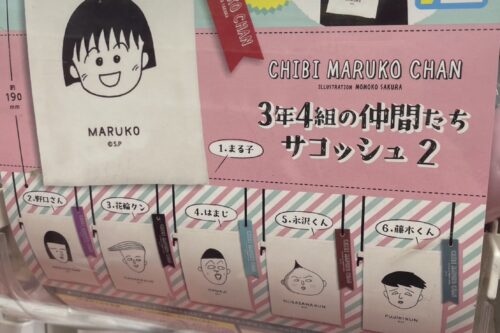 CHIBI MARUKO CHAN
ILLUSTRATION MOMOKO SAKURA
3年4組の仲間たち
サコッシュ2
約
190
mm
MARUKO
©S.P
1.まる子
2.野口さん
3.花輪クン
4.はまじ
5.永沢くん
6.藤木くん
NAGASAWAKUN
FUJIKIKUN